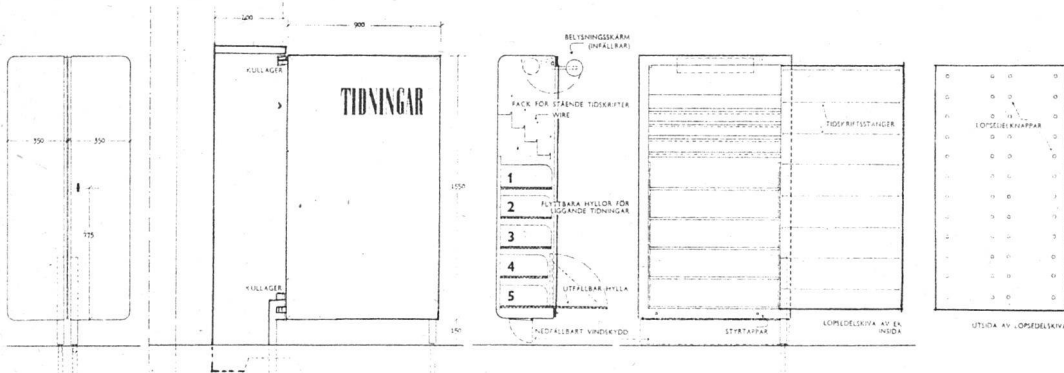 400
900
KULLAGER
TIDNINGAR
350
350
775
1550
KULLAGER
150
BELYSNINGSSKÄRM
(INFÄLLBAR)
FACK FÖR STÅENDE TIDSKRIFTER
WIRE
1
2
3
4
5
FLYTTBARA HYLLOR FÖR
LIGGANDE TIDNINGAR
UTFÄLLBAR HYLLA
NEDFÄLLBART VINDSKYDD
TIDSKRIFTSSTÄNGER
STYRTAPPAR
LÖPSEDELSKIVA AV EK
INSIDA
LÖPSEDELKNAPPAR
UTSIDA AV LÖPSEDELSKIVA